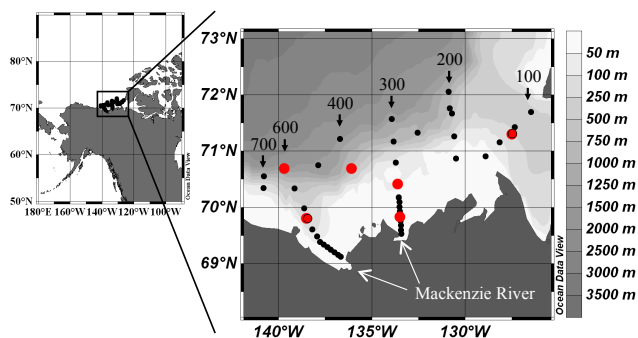 90°N
80°N
70°N
60°N
50°N
180°E 160°W 140°W 120°W 100°W
Ocean Data View
73°N
72°N
71°N
70°N
69°N
140°W 135°W 130°W
700
600
400
300
200
100
Mackenzie River
Ocean Data View
50 m
100 m
250 m
500 m
750 m
1000 m
1250 m
1500 m
2000 m
2500 m
3000 m
3500 m